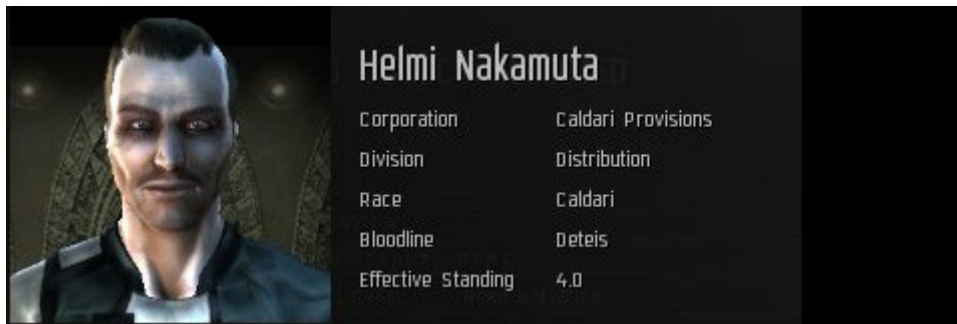 Helmi Nakamuta
Corporation Caldari Provisions
Division Distribution
Race Caldari
Bloodline Deteis
Effective Standing 4.0